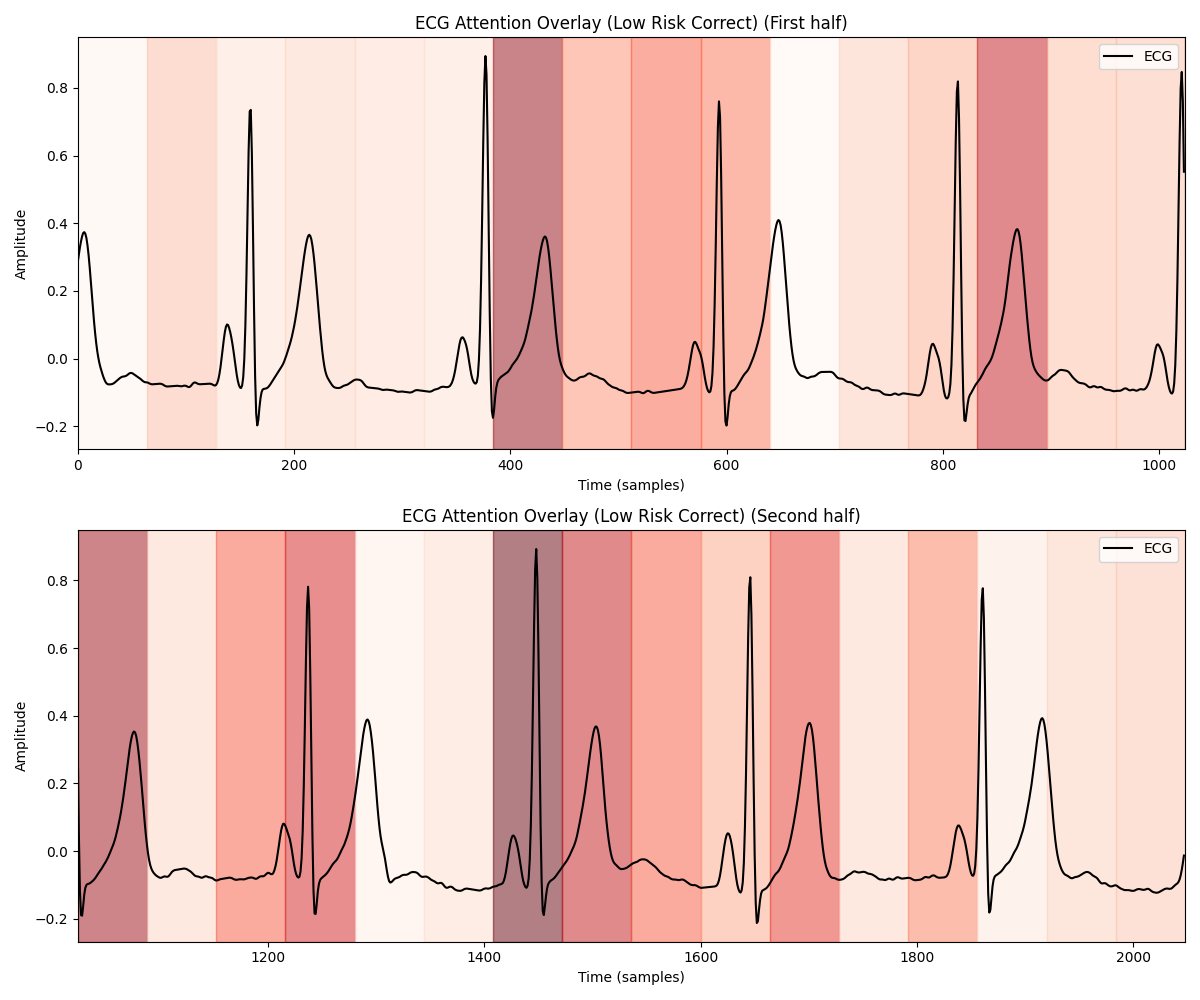 ECG Attention Overlay (Low Risk Correct) (First half)
ECG
Amplitude
0.8
0.6
0.4
0.2
0.0
−0.2
0 200 400 600 800 1000
Time (samples)
ECG Attention Overlay (Low Risk Correct) (Second half)
ECG
Amplitude
0.8
0.6
0.4
0.2
0.0
−0.2
1200 1400 1600 1800 2000
Time (samples)